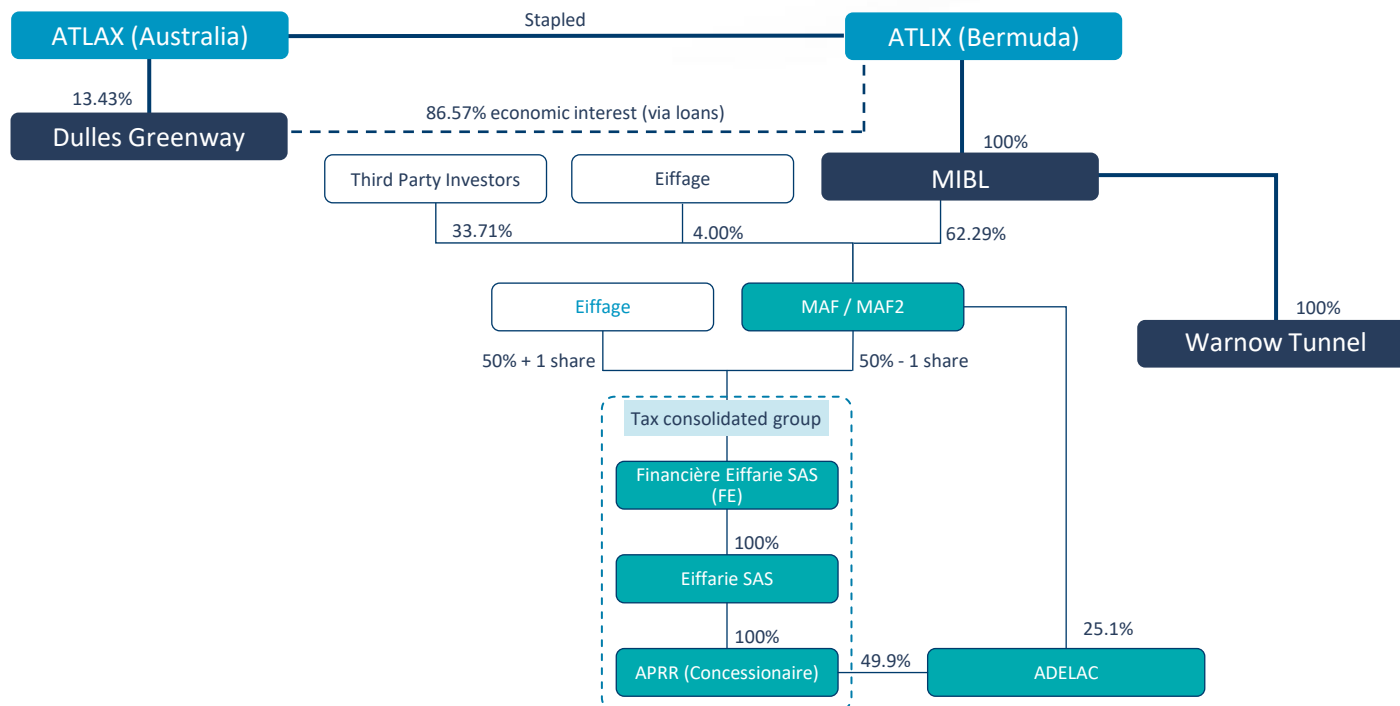 Stapled
ATLAX (Australia)
ATLIX (Bermuda)
13.43%
86.57% economic interest (via loans)
Dulles Greenway
100%
Third Party Investors
Eiffage
MIBL
33.71%
4.00%
62.29%
Eiffage
MAF / MAF2
100%
Warnow Tunnel
50% + 1 share
50% - 1 share
Tax consolidated group
Financière Eiffarie SAS
(FE)
100%
Eiffarie SAS
100%
25.1%
APRR (Concessionaire)
49.9%
ADELAC